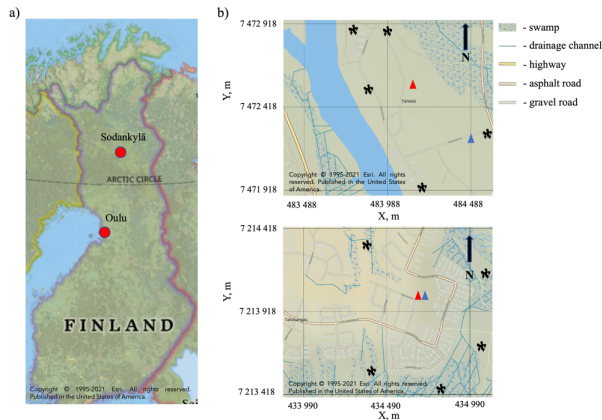 a)
Sodankylä
ARCTIC CIRCLE
Oulu
FINLAND
Copyright © 1995-2021 Esri. All rights reserved.
Published in the United States of America.
b)
7 472 918
Y, m
7 472 418
7 471 918
N
Copyright © 1995-2021 Esri. All rights
reserved. Published in the United States
of America.
483 488
483 988
484 488
X, m
- swamp
- drainage channel
- highway
- asphalt road
- gravel road
7 214 418
Y, m
7 213 918
7 213 418
N
Copyright © 1995-2021 Esri. All rights reserved.
Published in the United States of America.
433 990
434 490
434 990
X, m